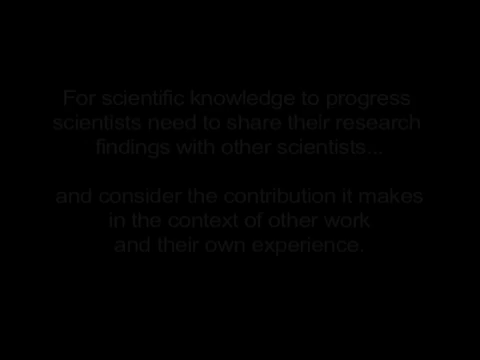 For scientific knowledge to progress
scientists need to share their research
findings with other scientists...
and consider the contribution it makes
in the context of other work
and their own experience.